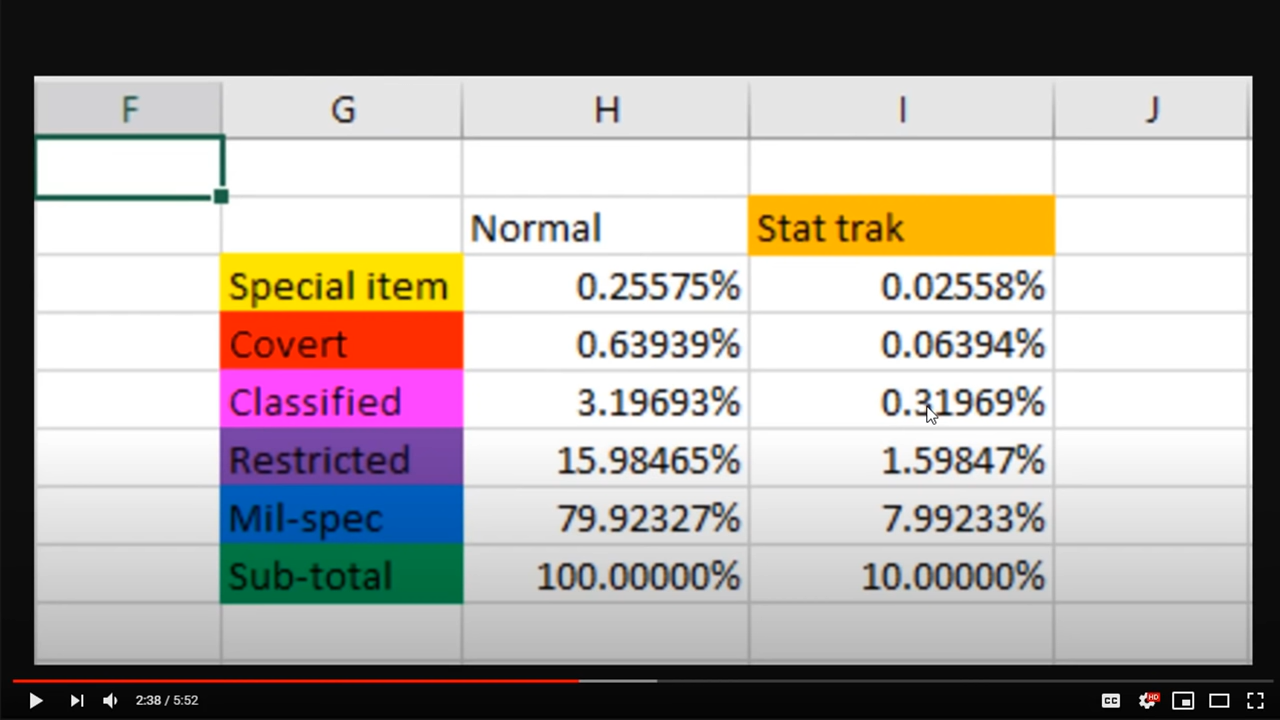 F G H I J
Normal Stat trak
Special item 0.25575% 0.02558%
Covert 0.63939% 0.06394%
Classified 3.19693% 0.31969%
Restricted 15.98465% 1.59847%
Mil-spec 79.92327% 7.99233%
Sub-total 100.00000% 10.00000%
2:38 / 5:52 CC HD